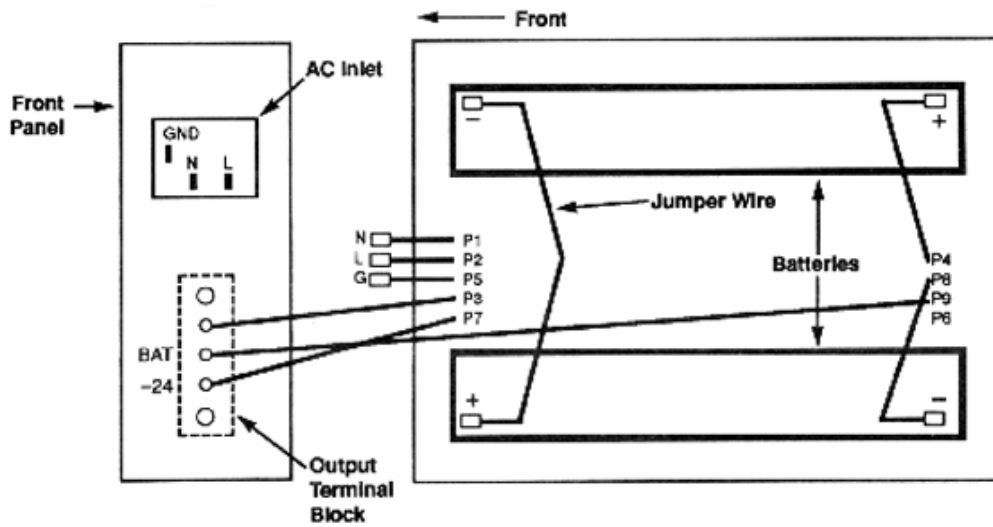 Front
AC Inlet
Front
Panel
GND
N L
−
+
Jumper Wire
N P1
L P2
G P5
P3
P7
Batteries
P4
P8
P9
P6
BAT
−24
+
−
Output
Terminal
Block